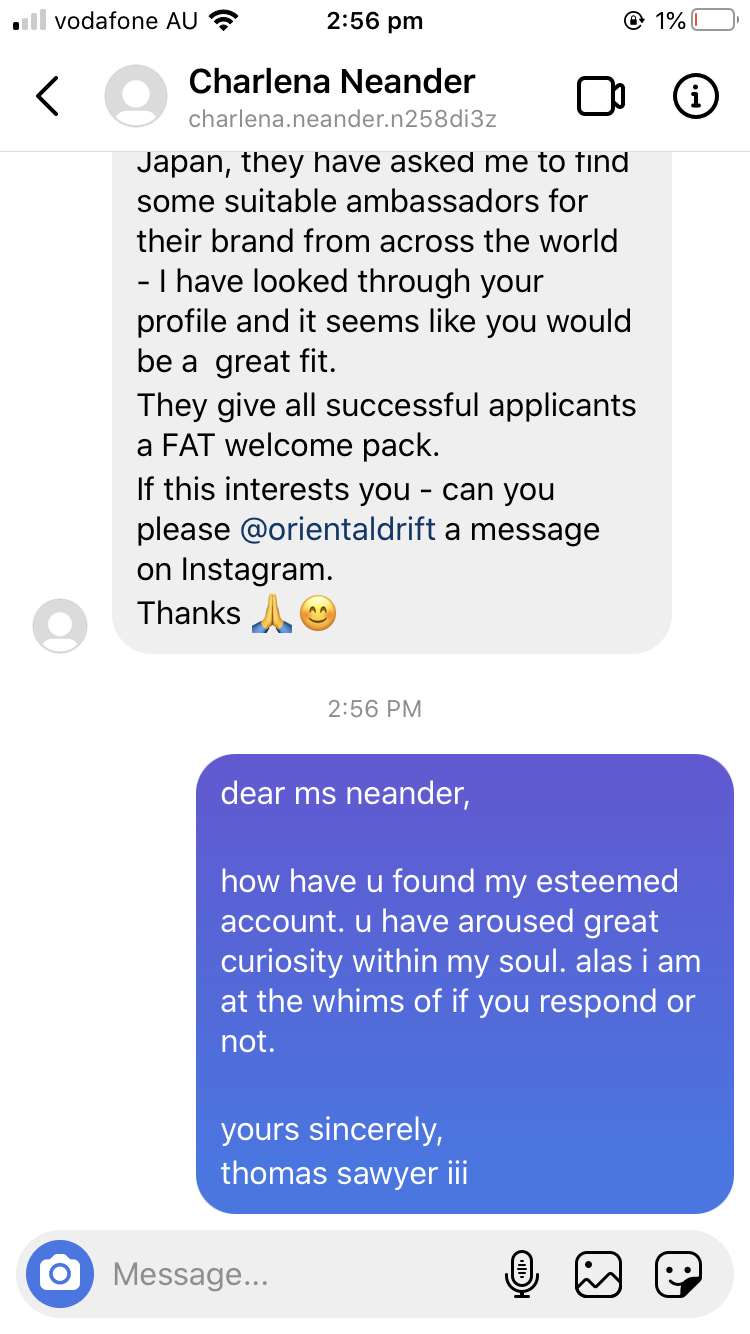 vodafone AU 2:56 pm 1%
Charlena Neander
charlena.neander.n258di3z
Japan, they have asked me to find
some suitable ambassadors for
their brand from across the world
- I have looked through your
profile and it seems like you would
be a  great fit.
They give all successful applicants
a FAT welcome pack.
If this interests you - can you
please @orientaldrift a message
on Instagram.
Thanks 🙏😊
2:56 PM
dear ms neander,
how have u found my esteemed
account. u have aroused great
curiosity within my soul. alas i am
at the whims of if you respond or
not.
yours sincerely,
thomas sawyer iii
Message...